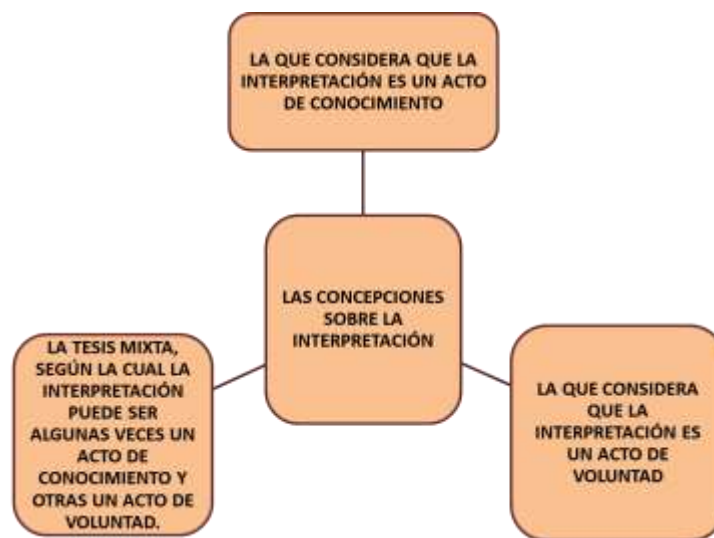 LA QUE CONSIDERA QUE LA
INTERPRETACIÓN ES UN ACTO
DE CONOCIMIENTO
LAS CONCEPCIONES
SOBRE LA
INTERPRETACIÓN
LA TESIS MIXTA,
SEGÚN LA CUAL LA
INTERPRETACIÓN
PUEDE SER
ALGUNAS VECES UN
ACTO DE
CONOCIMIENTO Y
OTRAS UN ACTO DE
VOLUNTAD.
LA QUE CONSIDERA
QUE LA
INTERPRETACIÓN ES
UN ACTO DE
VOLUNTAD